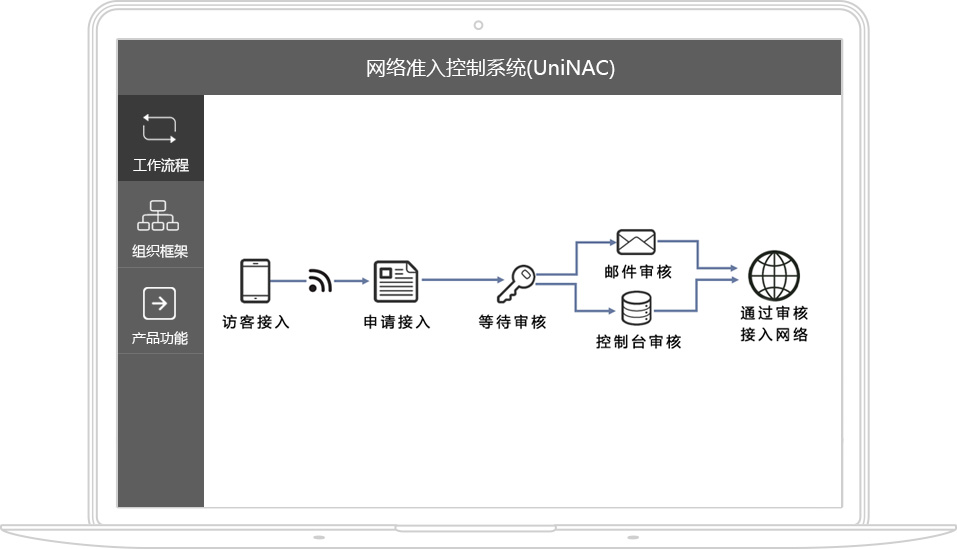 网络准入控制系统(UniNAC)
工作流程
组织框架
产品功能
访客接入
申请接入
等待审核
邮件审核
控制台审核
通过审核
接入网络